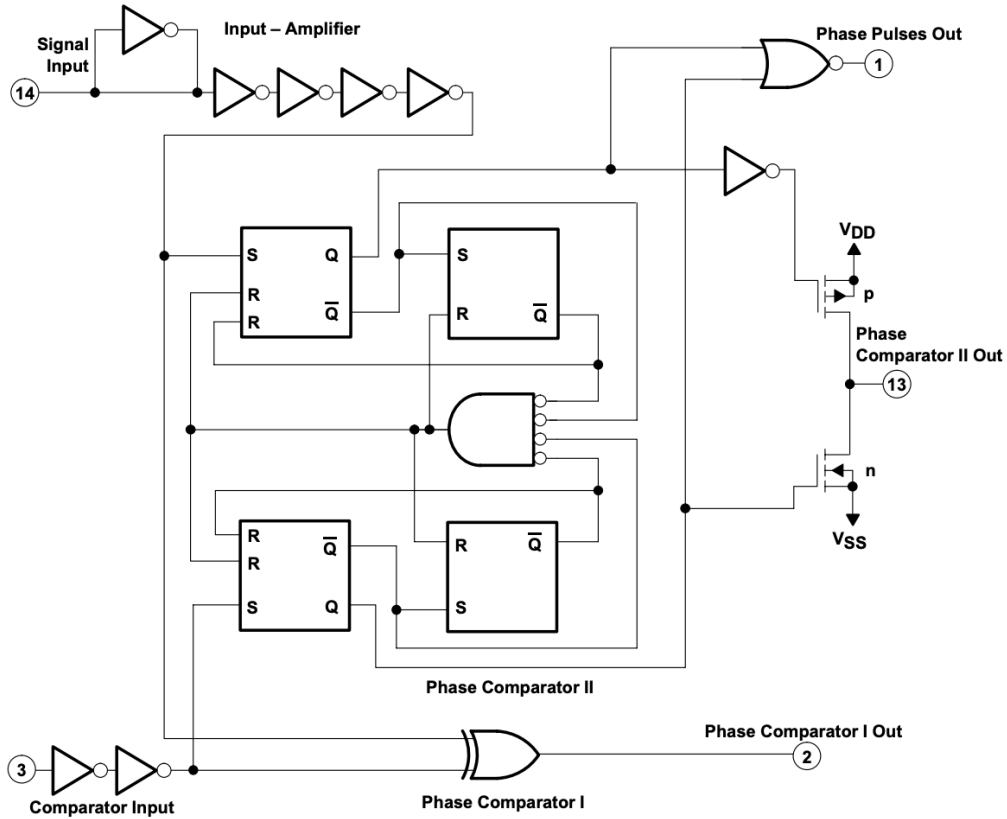 Input – Amplifier
Phase Pulses Out
Signal
Input
14
1
VDD
S
Q
S
R
R
Q̅
R
Q̅
p
Phase
Comparator II Out
13
n
R
Q̅
R
Q̅
R
S
Q
S
VSS
Phase Comparator II
Phase Comparator I Out
3
2
Comparator Input
Phase Comparator I